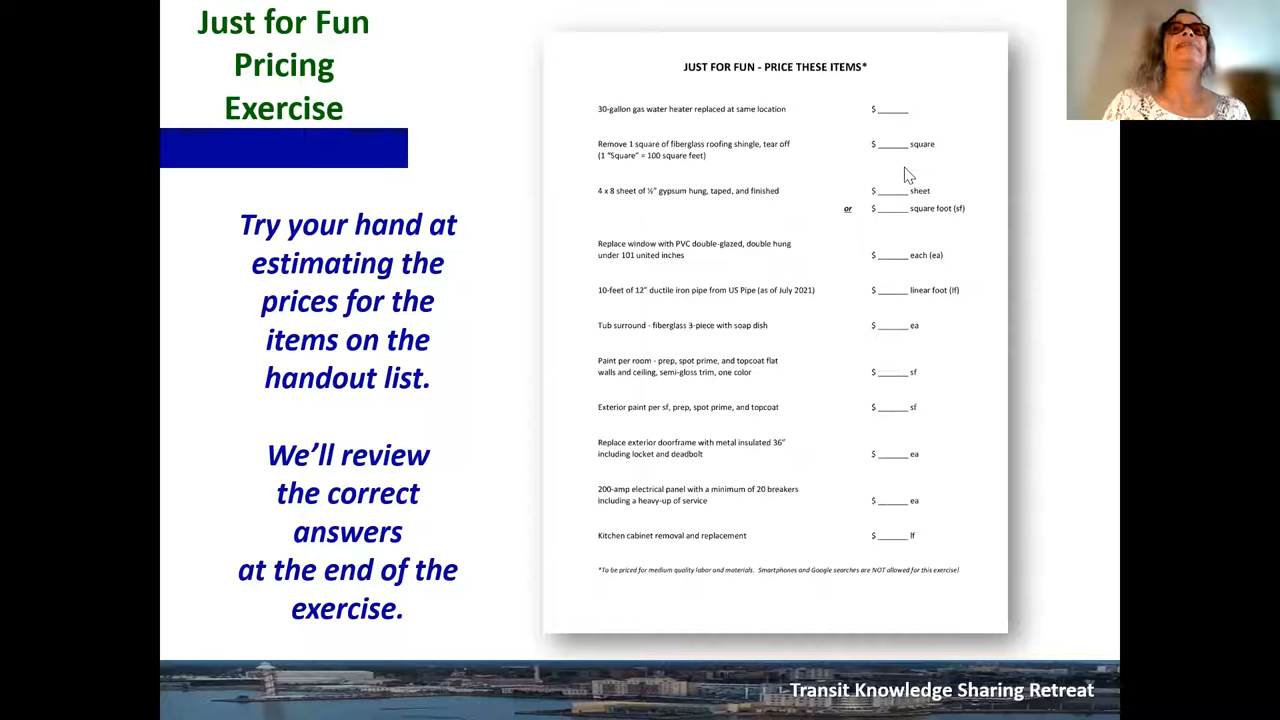 Just for Fun
Pricing
Exercise
Try your hand at
estimating the
prices for the
items on the
handout list.
We’ll review
the correct
answers
at the end of the
exercise.
JUST FOR FUN - PRICE THESE ITEMS*
30-gallon gas water heater replaced at same location $ ______
Remove 1 square of fiberglass roofing shingle, tear off $ ______ square
(1 “Square” = 100 square feet)
4 x 8 sheet of ½” gypsum hung, taped, and finished $ ______ sheet
or $ ______ square foot (sf)
Replace window with PVC double-glazed, double hung
under 101 united inches $ ______ each (ea)
10-feet of 12” ductile iron pipe from US Pipe (as of July 2021) $ ______ linear foot (lf)
Tub surround - fiberglass 3-piece with soap dish $ ______ ea
Paint per room - prep, spot prime, and topcoat flat
walls and ceiling, semi-gloss trim, one color $ ______ sf
Exterior paint per sf, prep, spot prime, and topcoat $ ______ sf
Replace exterior doorframe with metal insulated 36”
including locket and deadbolt $ ______ ea
200-amp electrical panel with a minimum of 20 breakers
including a heavy-up of service $ ______ ea
Kitchen cabinet removal and replacement $ ______ lf
*To be priced for medium quality labor and materials. Smartphones and Google searches are NOT allowed for this exercise!
Transit Knowledge Sharing Retreat